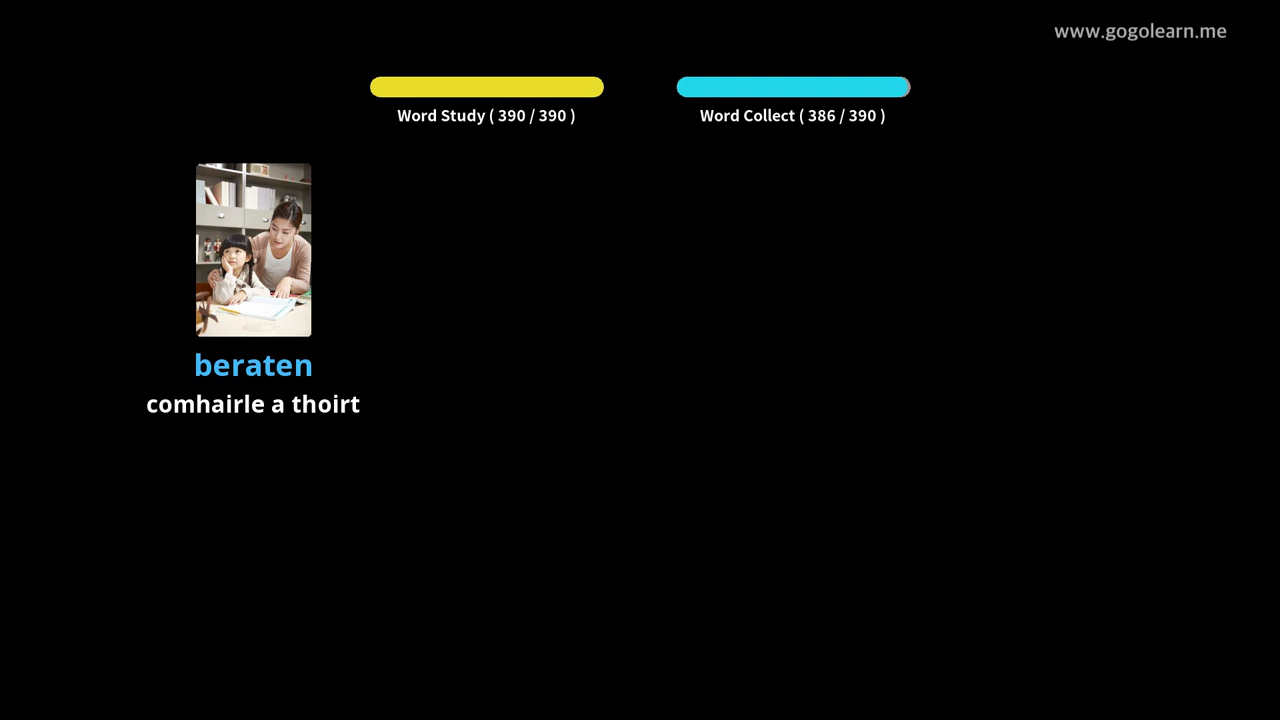 www.gogolearn.me
Word Study ( 390 / 390 )
Word Collect ( 386 / 390 )
beraten
comhairle a thoirt